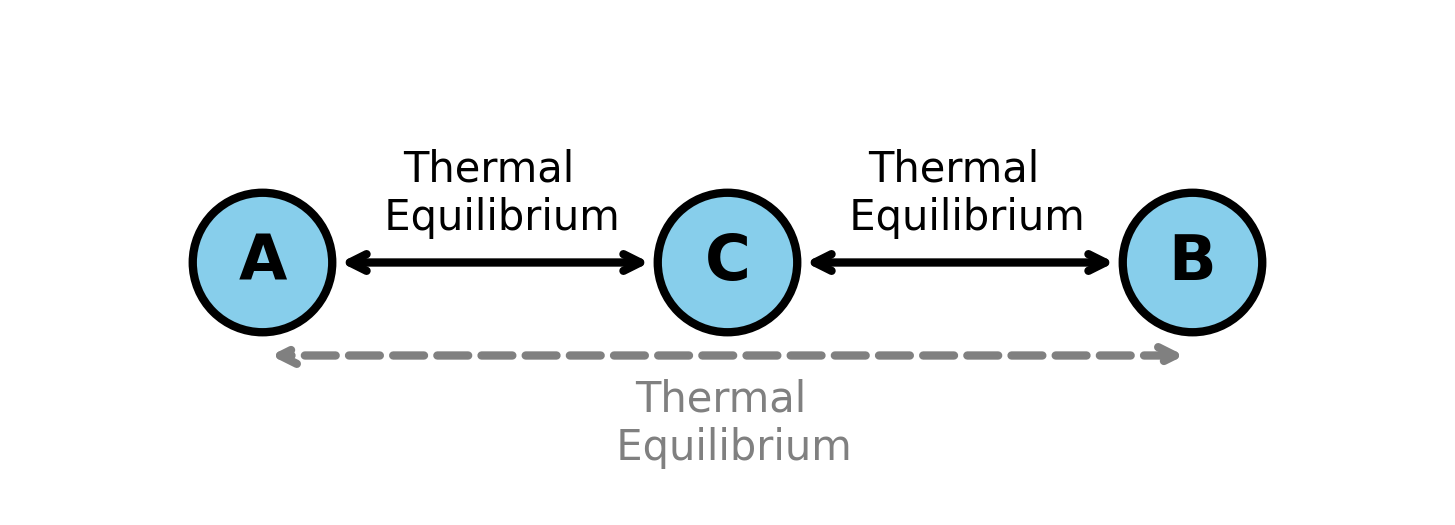 Thermal
Equilibrium
Thermal
Equilibrium
A
C
B
Thermal
Equilibrium